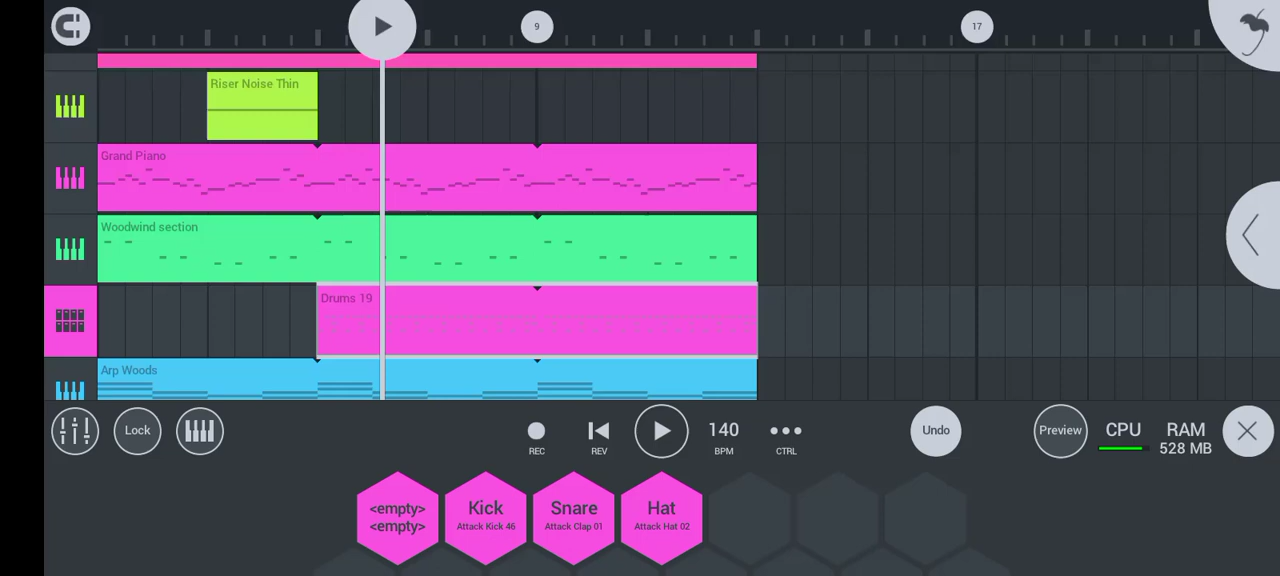 9
17
Riser Noise Thin
Grand Piano
Woodwind section
Drums 19
Arp Woods
Lock
REC
REV
140
BPM
CTRL
Undo
Preview
CPU
RAM
528 MB
<empty>
<empty>
Kick
Attack Kick 46
Snare
Attack Clap 01
Hat
Attack Hat 02